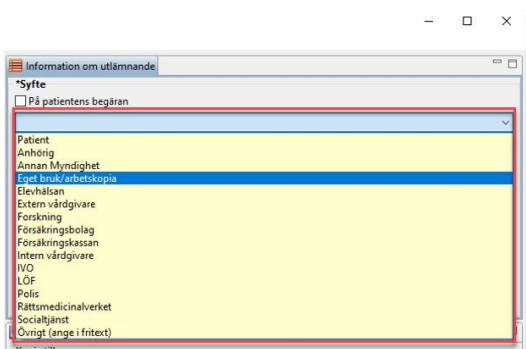 Information om utlämnande
*Syfte
På patientens begäran
Patient
Anhörig
Annan Myndighet
Eget bruk/arbetskopia
Elevhälsan
Extern vårdgivare
Forskning
Försäkringsbolag
Försäkringskassan
Intern vårdgivare
IVO
LÖF
Polis
Rättsmedicinalverket
Socialtjänst
Övrigt (ange i fritext)